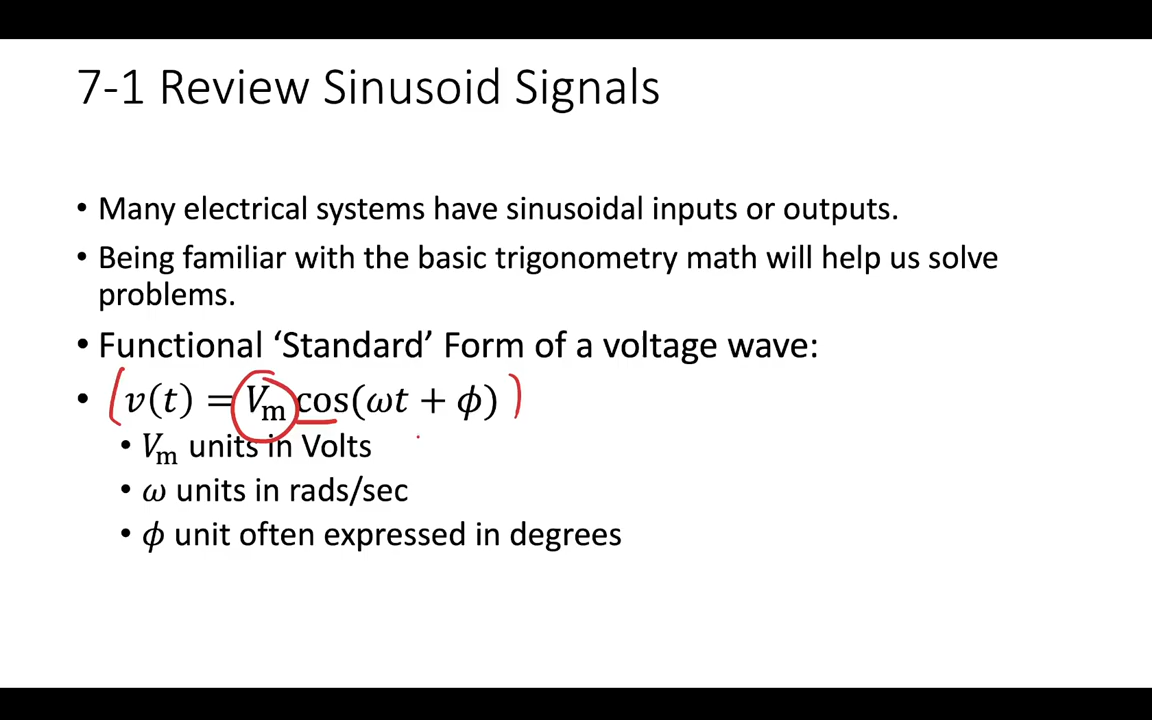 7-1 Review Sinusoid Signals
• Many electrical systems have sinusoidal inputs or outputs.
• Being familiar with the basic trigonometry math will help us solve
problems.
• Functional ‘Standard’ Form of a voltage wave:
• (v(t) = Vₘ cos(ωt + ϕ))
• Vₘ units in Volts
• ω units in rads/sec
• ϕ unit often expressed in degrees